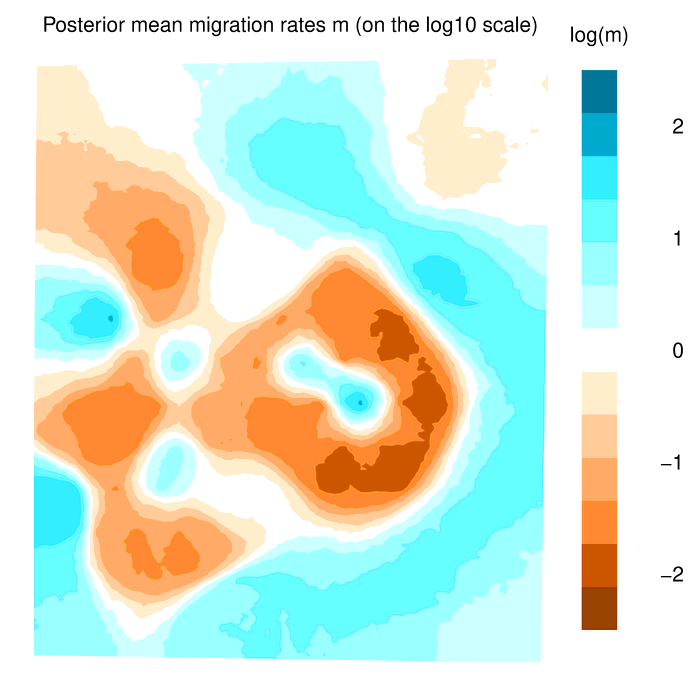 Posterior mean migration rates m (on the log10 scale)
log(m)
2
1
0
−1
−2